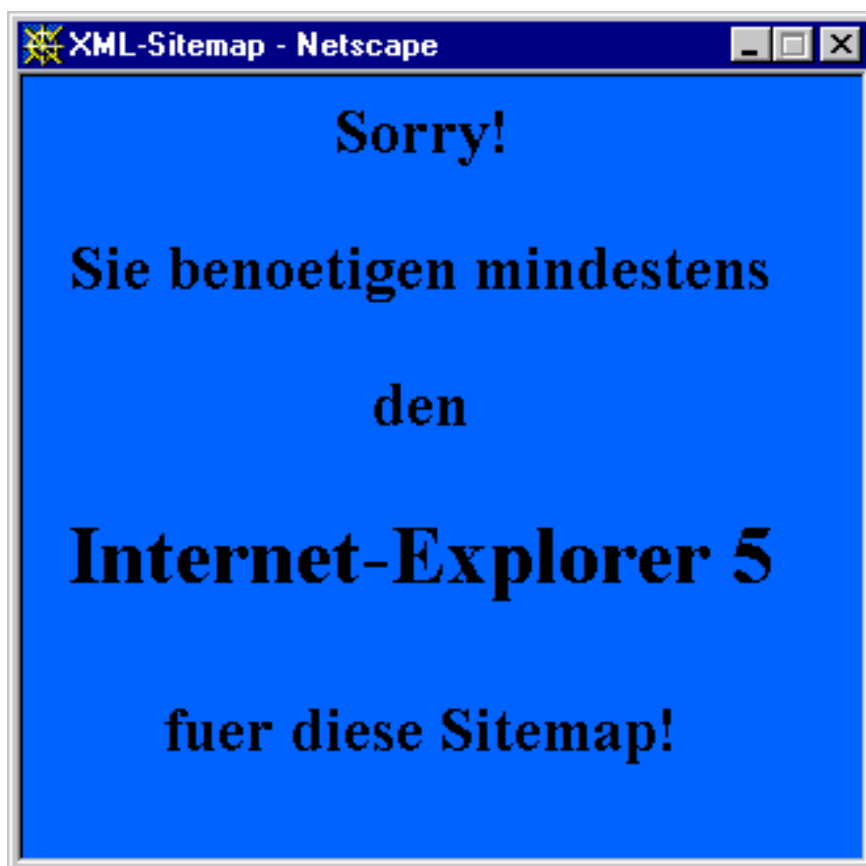 XML-Sitemap - Netscape
Sorry!
Sie benoetigen mindestens
den
Internet-Explorer 5
fuer diese Sitemap!